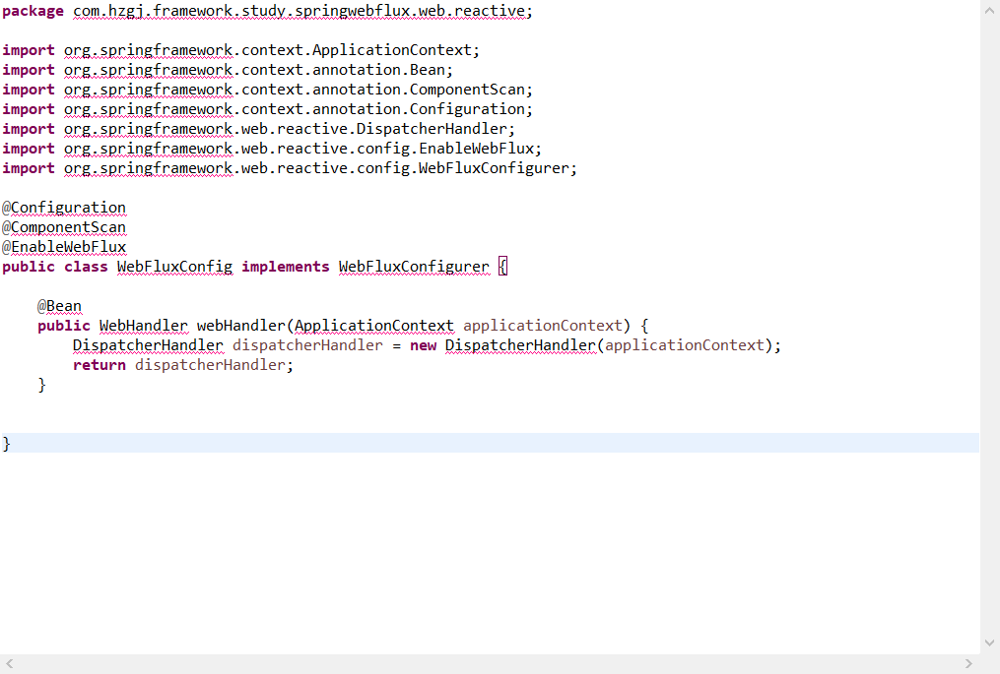 package com.hzgj.framework.study.springwebflux.web.reactive;
import org.springframework.context.ApplicationContext;
import org.springframework.context.annotation.Bean;
import org.springframework.context.annotation.ComponentScan;
import org.springframework.context.annotation.Configuration;
import org.springframework.web.reactive.DispatcherHandler;
import org.springframework.web.reactive.config.EnableWebFlux;
import org.springframework.web.reactive.config.WebFluxConfigurer;
@Configuration
@ComponentScan
@EnableWebFlux
public class WebFluxConfig implements WebFluxConfigurer {
@Bean
public WebHandler webHandler(ApplicationContext applicationContext) {
DispatcherHandler dispatcherHandler = new DispatcherHandler(applicationContext);
return dispatcherHandler;
}
}